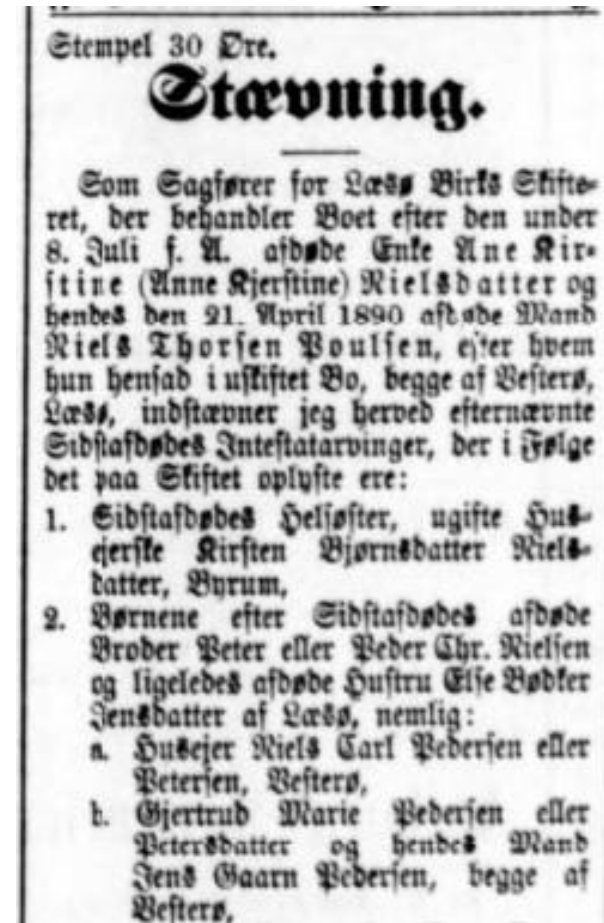 Stempel 30 Øre.
Stævning.
Som Sagfører for Læsø Birks Skifte-
ret, der behandler Boet efter den under
8. Juli f. A. afdøde Enke Ane Kir-
stine (Anne Kjerstine) Nielsdatter og
hendes den 21. April 1890 afdøde Mand
Niels Thorsen Poulsen, efter hvem
hun hensad i uskiftet Bo, begge af Vesterø,
Læsø, indstævner jeg herved efternævnte
Sidstafdødes Intestatarvinger, der i Følge
det paa Skiftet oplyste ere:
1. Sidstafdødes Helsøster, ugifte Hus-
ejerske Kirsten Bjørnsdatter Niels-
datter, Byrum,
2. Børnene efter Sidstafdødes afdøde
Broder Peter eller Peder Chr. Nielsen
og ligeledes afdøde Hustru Else Bødker
Jensdatter af Læsø, nemlig:
a. Husejer Niels Carl Pedersen eller
Petersen, Vesterø,
b. Gjertrud Marie Pedersen eller
Petersdatter og hendes Mand
Jens Gaarn Pedersen, begge af
Vesterø,